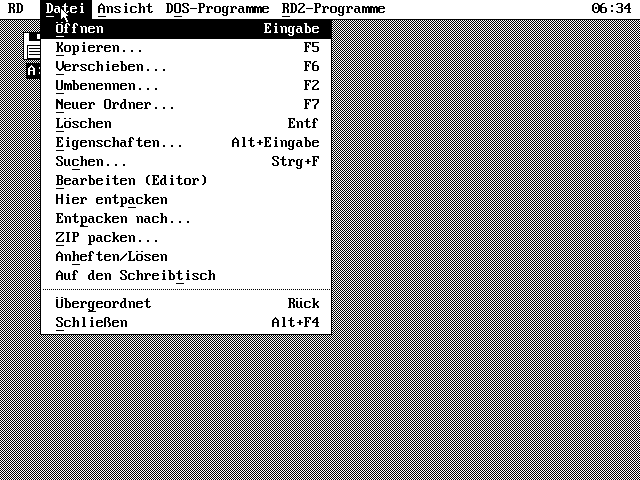 RD Datei Ansicht DOS-Programme RD2-Programme 06:34
Öffnen Eingabe
A
Kopieren... F5
Verschieben... F6
Umbenennen... F2
Neuer Ordner... F7
Löschen Entf
Eigenschaften... Alt+Eingabe
Suchen... Strg+F
Bearbeiten (Editor)
Hier entpacken
Entpacken nach...
ZIP packen...
Anheften/Lösen
Auf den Schreibtisch
Übergeordnet Rück
Schließen Alt+F4